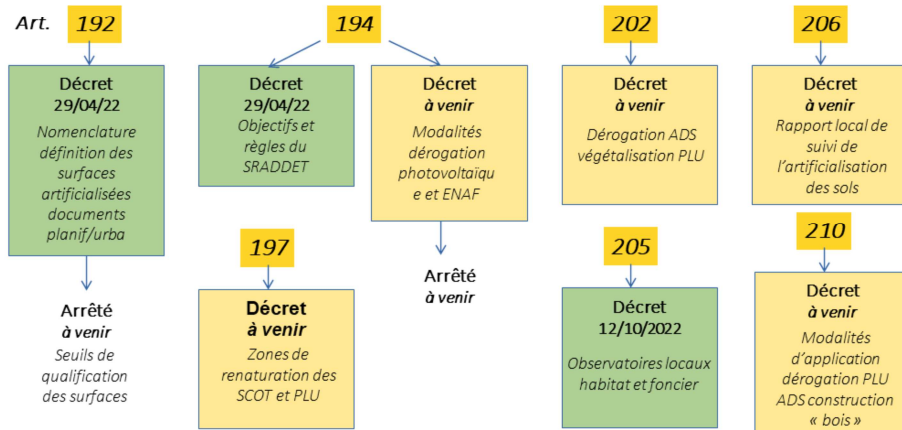 Art.
192
Décret
29/04/22
Nomenclature
définition des
surfaces
artificialisées
documents
planif/urba
Arrêté
à venir
Seuils de
qualification
des surfaces
194
Décret
29/04/22
Objectifs et
règles du
SRADDET
Décret
à venir
Modalités
dérogation
photovoltaïqu
e et ENAF
Arrêté
à venir
197
Décret
à venir
Zones de
renaturation des
SCOT et PLU
202
Décret
à venir
Dérogation ADS
végétalisation PLU
205
Décret
12/10/2022
Observatoires locaux
habitat et foncier
206
Décret
à venir
Rapport local de
suivi de
l’artificialisation
des sols
210
Décret
à venir
Modalités
d’application
dérogation PLU
ADS construction
« bois »